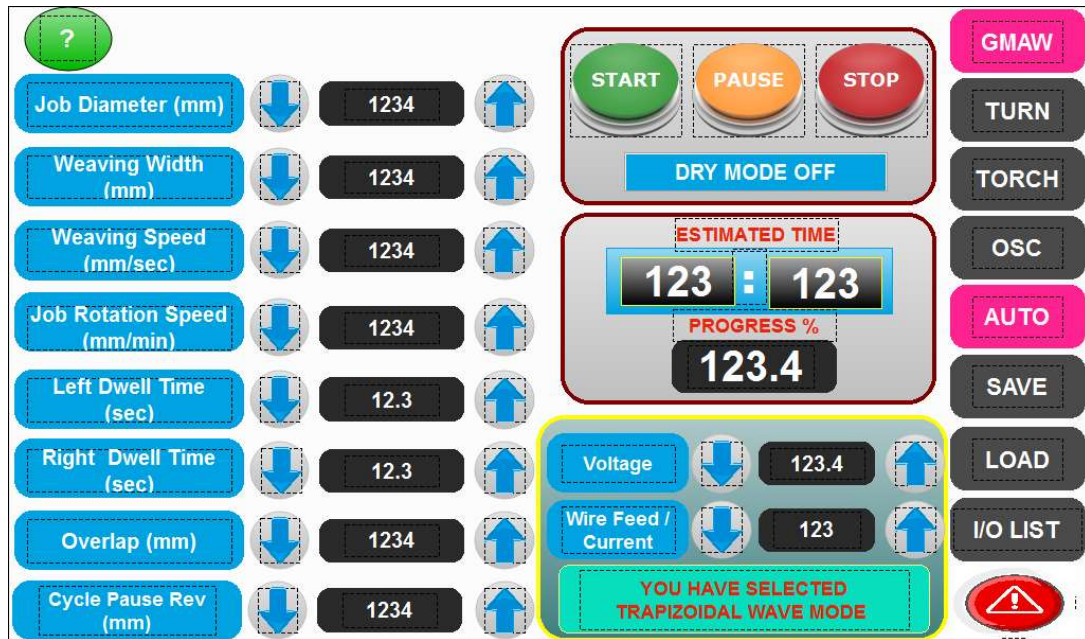 ?
Job Diameter (mm)
1234
Weaving Width
(mm)
1234
Weaving Speed
(mm/sec)
1234
Job Rotation Speed
(mm/min)
1234
Left Dwell Time
(sec)
12.3
Right Dwell Time
(sec)
12.3
Overlap (mm)
1234
Cycle Pause Rev
(mm)
1234
START
PAUSE
STOP
DRY MODE OFF
ESTIMATED TIME
123 : 123
PROGRESS %
123.4
Voltage
123.4
Wire Feed /
Current
123
YOU HAVE SELECTED
TRAPIZOIDAL WAVE MODE
GMAW
TURN
TORCH
OSC
AUTO
SAVE
LOAD
I/O LIST